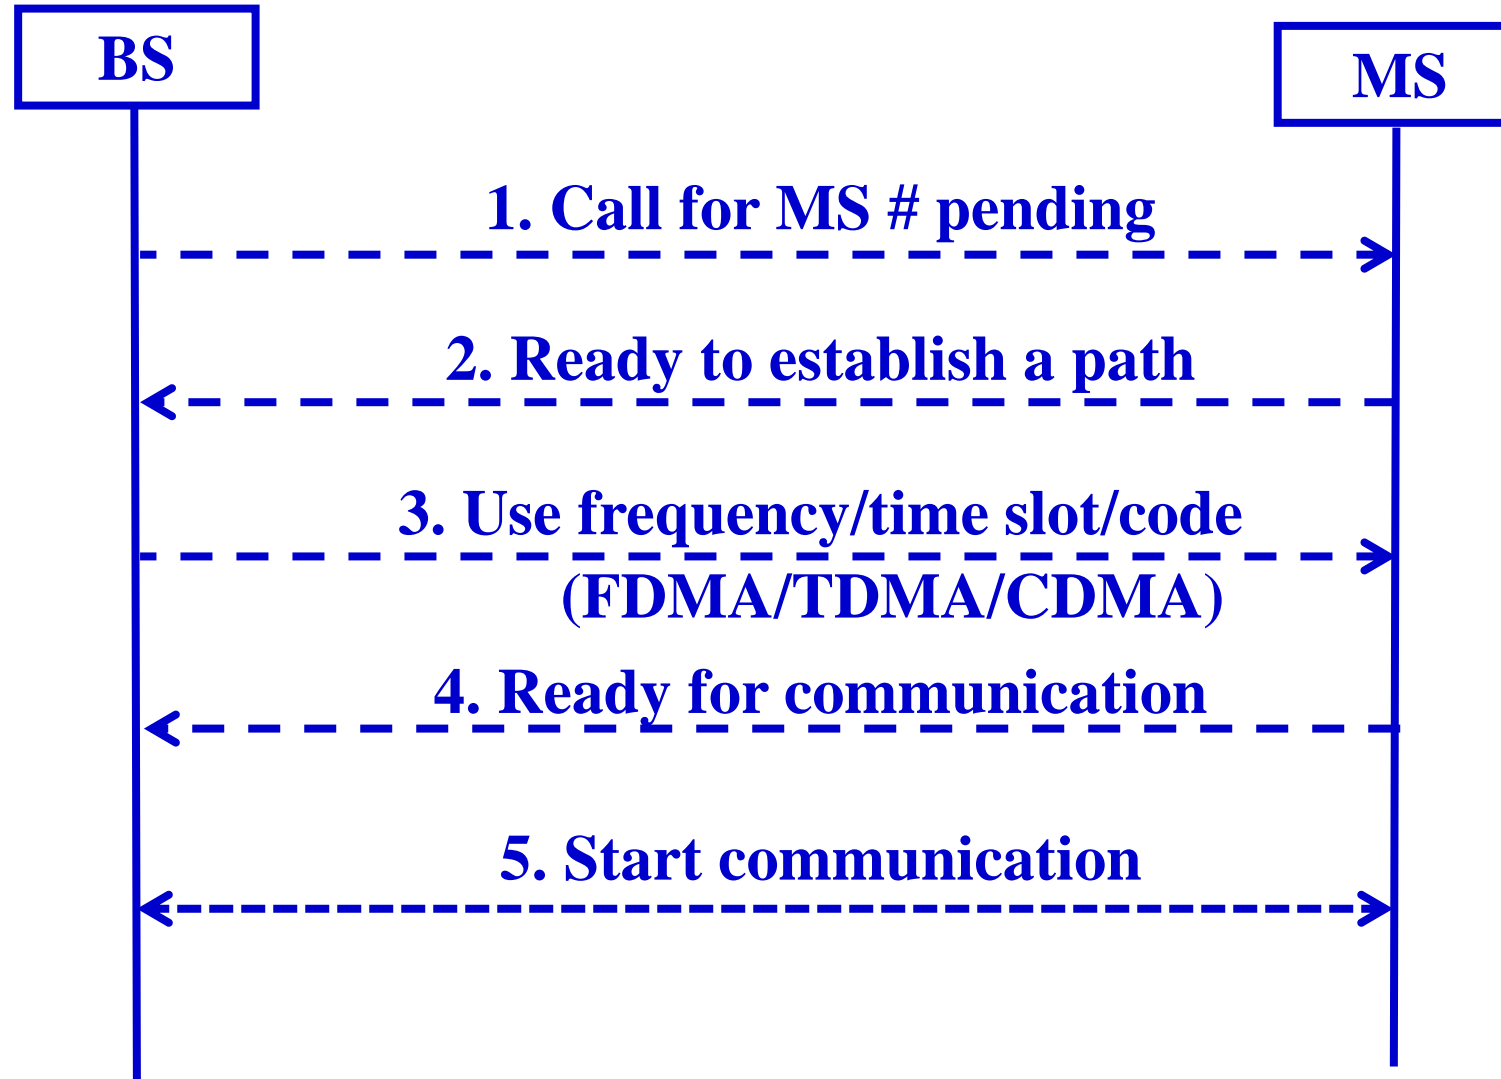 BS
MS
1. Call for MS # pending
2. Ready to establish a path
3. Use frequency/time slot/code
(FDMA/TDMA/CDMA)
4. Ready for communication
5. Start communication